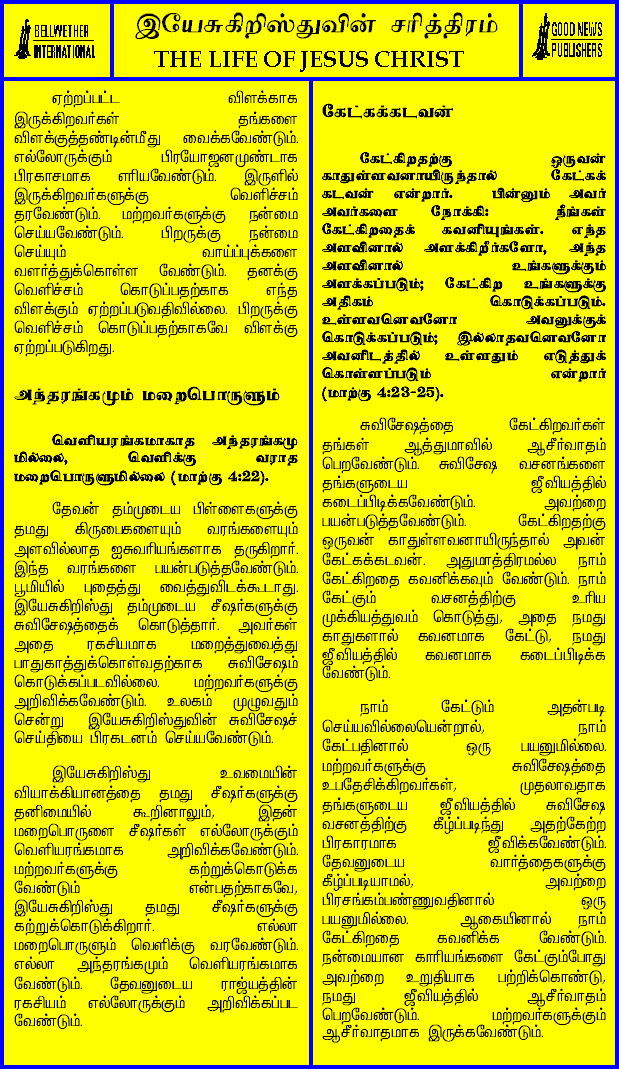 BELLWETHER
INTERNATIONAL
இயேசுகிறிஸ்துவின் சரித்திரம்
THE LIFE OF JESUS CHRIST
GOOD NEWS
PUBLISHERS
ஏற்றப்பட்ட விளக்காக
இருக்கிறவர்கள் தங்களை
விளக்குத்தண்டின்மீது வைக்கவேண்டும்.
எல்லோருக்கும் பிரயோஜனமுண்டாக
பிரகாசமாக எரியவேண்டும். இருளில்
இருக்கிறவர்களுக்கு வெளிச்சம்
தரவேண்டும். மற்றவர்களுக்கு நன்மை
செய்யவேண்டும். பிறருக்கு நன்மை
செய்யும் வாய்ப்புக்களை
வளர்த்துக்கொள்ள வேண்டும். தனக்கு
வெளிச்சம் கொடுப்பதற்காக எந்த
விளக்கும் ஏற்றப்படுவதிவில்லை. பிறருக்கு
வெளிச்சம் கொடுப்பதற்காகவே விளக்கு
ஏற்றப்படுகிறது.
அந்தரங்கமும் மறைபொருளும்
வெளியரங்கமாகாத அந்தரங்கமு
மில்லை, வெளிக்கு வராத
மறைபொருளுமில்லை (மாற்கு 4:22).
தேவன் தம்முடைய பிள்ளைகளுக்கு
தமது கிருபைகளையும் வரங்களையும்
அளவில்லாத ஐசுவரியங்களாக தருகிறார்.
இந்த வரங்களை பயன்படுத்தவேண்டும்.
பூமியில் புதைத்து வைத்துவிடக்கூடாது.
இயேசுகிறிஸ்து தம்முடைய சீஷர்களுக்கு
சுவிசேஷத்தைக் கொடுத்தார். அவர்கள்
அதை ரகசியமாக மறைத்துவைத்து
பாதுகாத்துக்கொள்வதற்காக சுவிசேஷம்
கொடுக்கப்படவில்லை. மற்றவர்களுக்கு
அறிவிக்கவேண்டும். உலகம் முழுவதும்
சென்று இயேசுகிறிஸ்துவின் சுவிசேஷச்
செய்தியை பிரகடனம் செய்யவேண்டும்.
இயேசுகிறிஸ்து உவமையின்
வியாக்கியானத்தை தமது சீஷர்களுக்கு
தனிமையில் கூறினாலும், இதன்
மறைபொருளை சீஷர்கள் எல்லோருக்கும்
வெளியரங்கமாக அறிவிக்கவேண்டும்.
மற்றவர்களுக்கு கற்றுக்கொடுக்க
வேண்டும் என்பதற்காகவே,
இயேசுகிறிஸ்து தமது சீஷர்களுக்கு
கற்றுக்கொடுக்கிறார். எல்லா
மறைபொருளும் வெளிக்கு வரவேண்டும்.
எல்லா அந்தரங்கமும் வெளியரங்கமாக
வேண்டும். தேவனுடைய ராஜ்யத்தின்
ரகசியம் எல்லோருக்கும் அறிவிக்கப்பட
வேண்டும்.
கேட்கக்கடவன்
கேட்கிறதற்கு ஒருவன்
காதுள்ளவனாயிருந்தால் கேட்கக்
கடவன் என்றார். பின்னும் அவர்
அவர்களை நோக்கி: நீங்கள்
கேட்கிறதைக் கவனியுங்கள். எந்த
அளவினால் அளக்கிறீர்களோ, அந்த
அளவினால் உங்களுக்கும்
அளக்கப்படும்; கேட்கிற உங்களுக்கு
அதிகம் கொடுக்கப்படும்.
உள்ளவனெவனோ அவனுக்குக்
கொடுக்கப்படும்; இல்லாதவனெவனோ
அவனிடத்தில் உள்ளதும் எடுத்துக்
கொள்ளப்படும் என்றார்
(மாற்கு 4:23-25).
சுவிசேஷத்தை கேட்கிறவர்கள்
தங்கள் ஆத்துமாவில் ஆசீர்வாதம்
பெறவேண்டும். சுவிசேஷ வசனங்களை
தங்களுடைய ஜீவியத்தில்
கடைப்பிடிக்கவேண்டும். அவற்றை
பயன்படுத்தவேண்டும். கேட்கிறதற்கு
ஒருவன் காதுள்ளவனாயிருந்தால் அவன்
கேட்கக்கடவன். அதுமாத்திரமல்ல நாம்
கேட்கிறதை கவனிக்கவும் வேண்டும். நாம்
கேட்கும் வசனத்திற்கு உரிய
முக்கியத்துவம் கொடுத்து, அதை நமது
காதுகளால் கவனமாக கேட்டு, நமது
ஜீவியத்தில் கவனமாக கடைப்பிடிக்க
வேண்டும்.
நாம் கேட்டும் அதன்படி
செய்யவில்லையென்றால், நாம்
கேட்பதினால் ஒரு பயனுமில்லை.
மற்றவர்களுக்கு சுவிசேஷத்தை
உபதேசிக்கிறவர்கள், முதலாவதாக
தங்களுடைய ஜீவியத்தில் சுவிசேஷ
வசனத்திற்கு கீழ்ப்படிந்து அதற்கேற்ற
பிரகாரமாக ஜீவிக்கவேண்டும்.
தேவனுடைய வார்த்தைகளுக்கு
கீழ்ப்படியாமல், அவற்றை
பிரசங்கம்பண்ணுவதினால் ஒரு
பயனுமில்லை. ஆகையினால் நாம்
கேட்கிறதை கவனிக்க வேண்டும்.
நன்மையான காரியங்களை கேட்கும்போது
அவற்றை உறுதியாக பற்றிக்கொண்டு,
நமது ஜீவியத்தில் ஆசீர்வாதம்
பெறவேண்டும். மற்றவர்களுக்கும்
ஆசீர்வாதமாக இருக்கவேண்டும்.